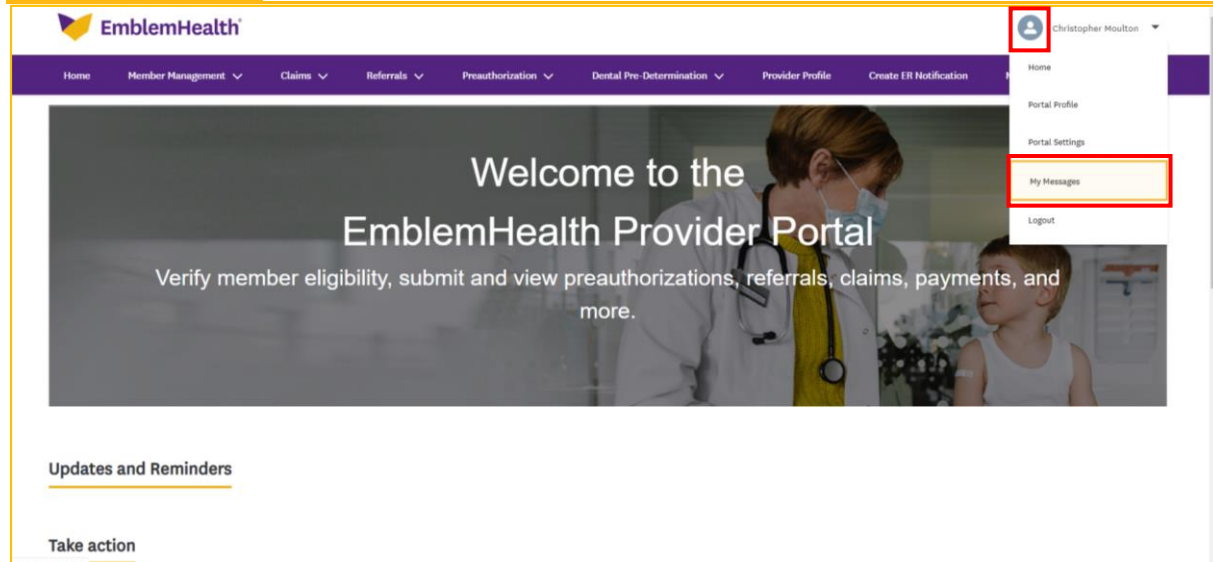 EmblemHealth
Christopher Moulton
Home Member Management Claims Referrals Preauthorization Dental Pre-Determination Provider Profile Create ER Notification
Home
Portal Profile
Portal Settings
My Messages
Logout
Welcome to the
EmblemHealth Provider Portal
Verify member eligibility, submit and view preauthorizations, referrals, claims, payments, and
more.
Updates and Reminders
Take action